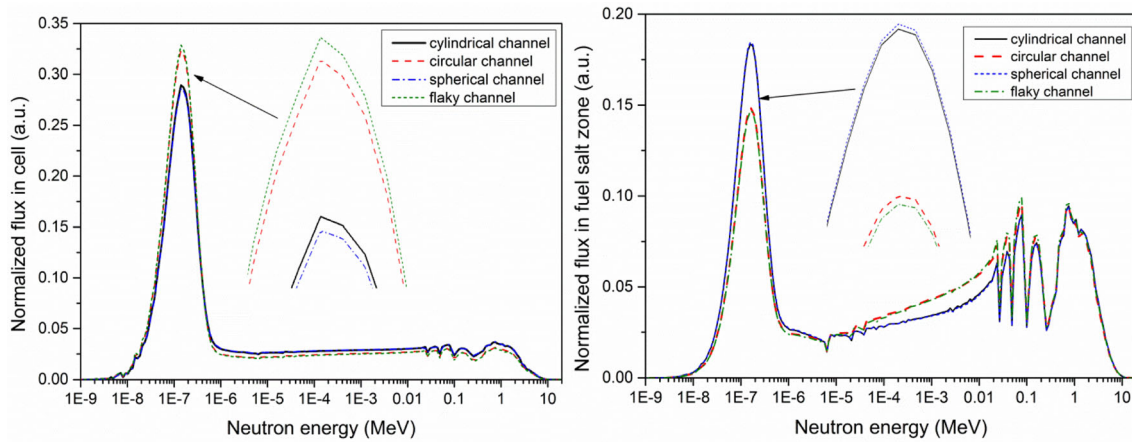 Normalized flux in cell (a.u.)
0.35
0.30
0.25
0.20
0.15
0.10
0.05
0.00
cylindrical channel
circular channel
spherical channel
flaky channel
1E-9 1E-8 1E-7 1E-6 1E-5 1E-4 1E-3 0.01 0.1 1 10
Neutron energy (MeV)
Normalized flux in fuel salt zone (a.u.)
0.20
0.15
0.10
0.05
0.00
cylindrical channel
circular channel
spherical channel
flaky channel
1E-9 1E-8 1E-7 1E-6 1E-5 1E-4 1E-3 0.01 0.1 1 10
Neutron energy (MeV)